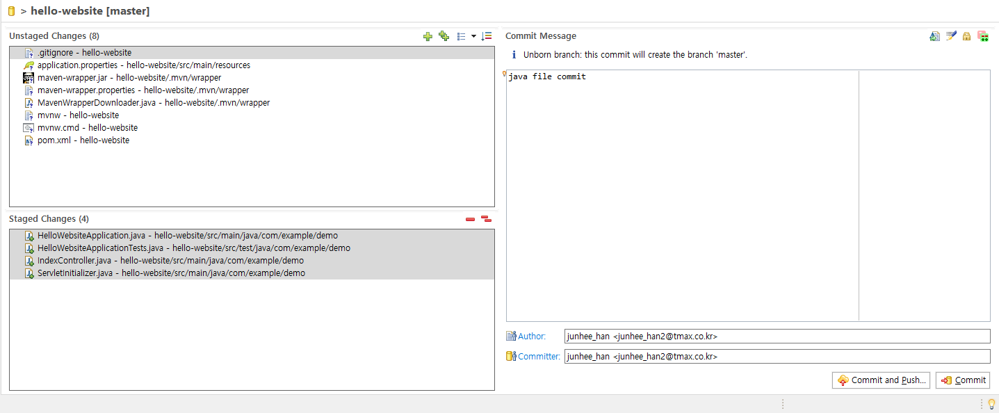 > hello-website [master]
Unstaged Changes (8)
.gitignore - hello-website
application.properties - hello-website/src/main/resources
maven-wrapper.jar - hello-website/.mvn/wrapper
maven-wrapper.properties - hello-website/.mvn/wrapper
MavenWrapperDownloader.java - hello-website/.mvn/wrapper
mvnw - hello-website
mvnw.cmd - hello-website
pom.xml - hello-website
Staged Changes (4)
HelloWebsiteApplication.java - hello-website/src/main/java/com/example/demo
HelloWebsiteApplicationTests.java - hello-website/src/test/java/com/example/demo
IndexController.java - hello-website/src/main/java/com/example/demo
ServletInitializer.java - hello-website/src/main/java/com/example/demo
Commit Message
Unborn branch: this commit will create the branch 'master'.
java file commit
Author: junhee_han <junhee_han2@tmax.co.kr>
Committer: junhee_han <junhee_han2@tmax.co.kr>
Commit and Push... Commit